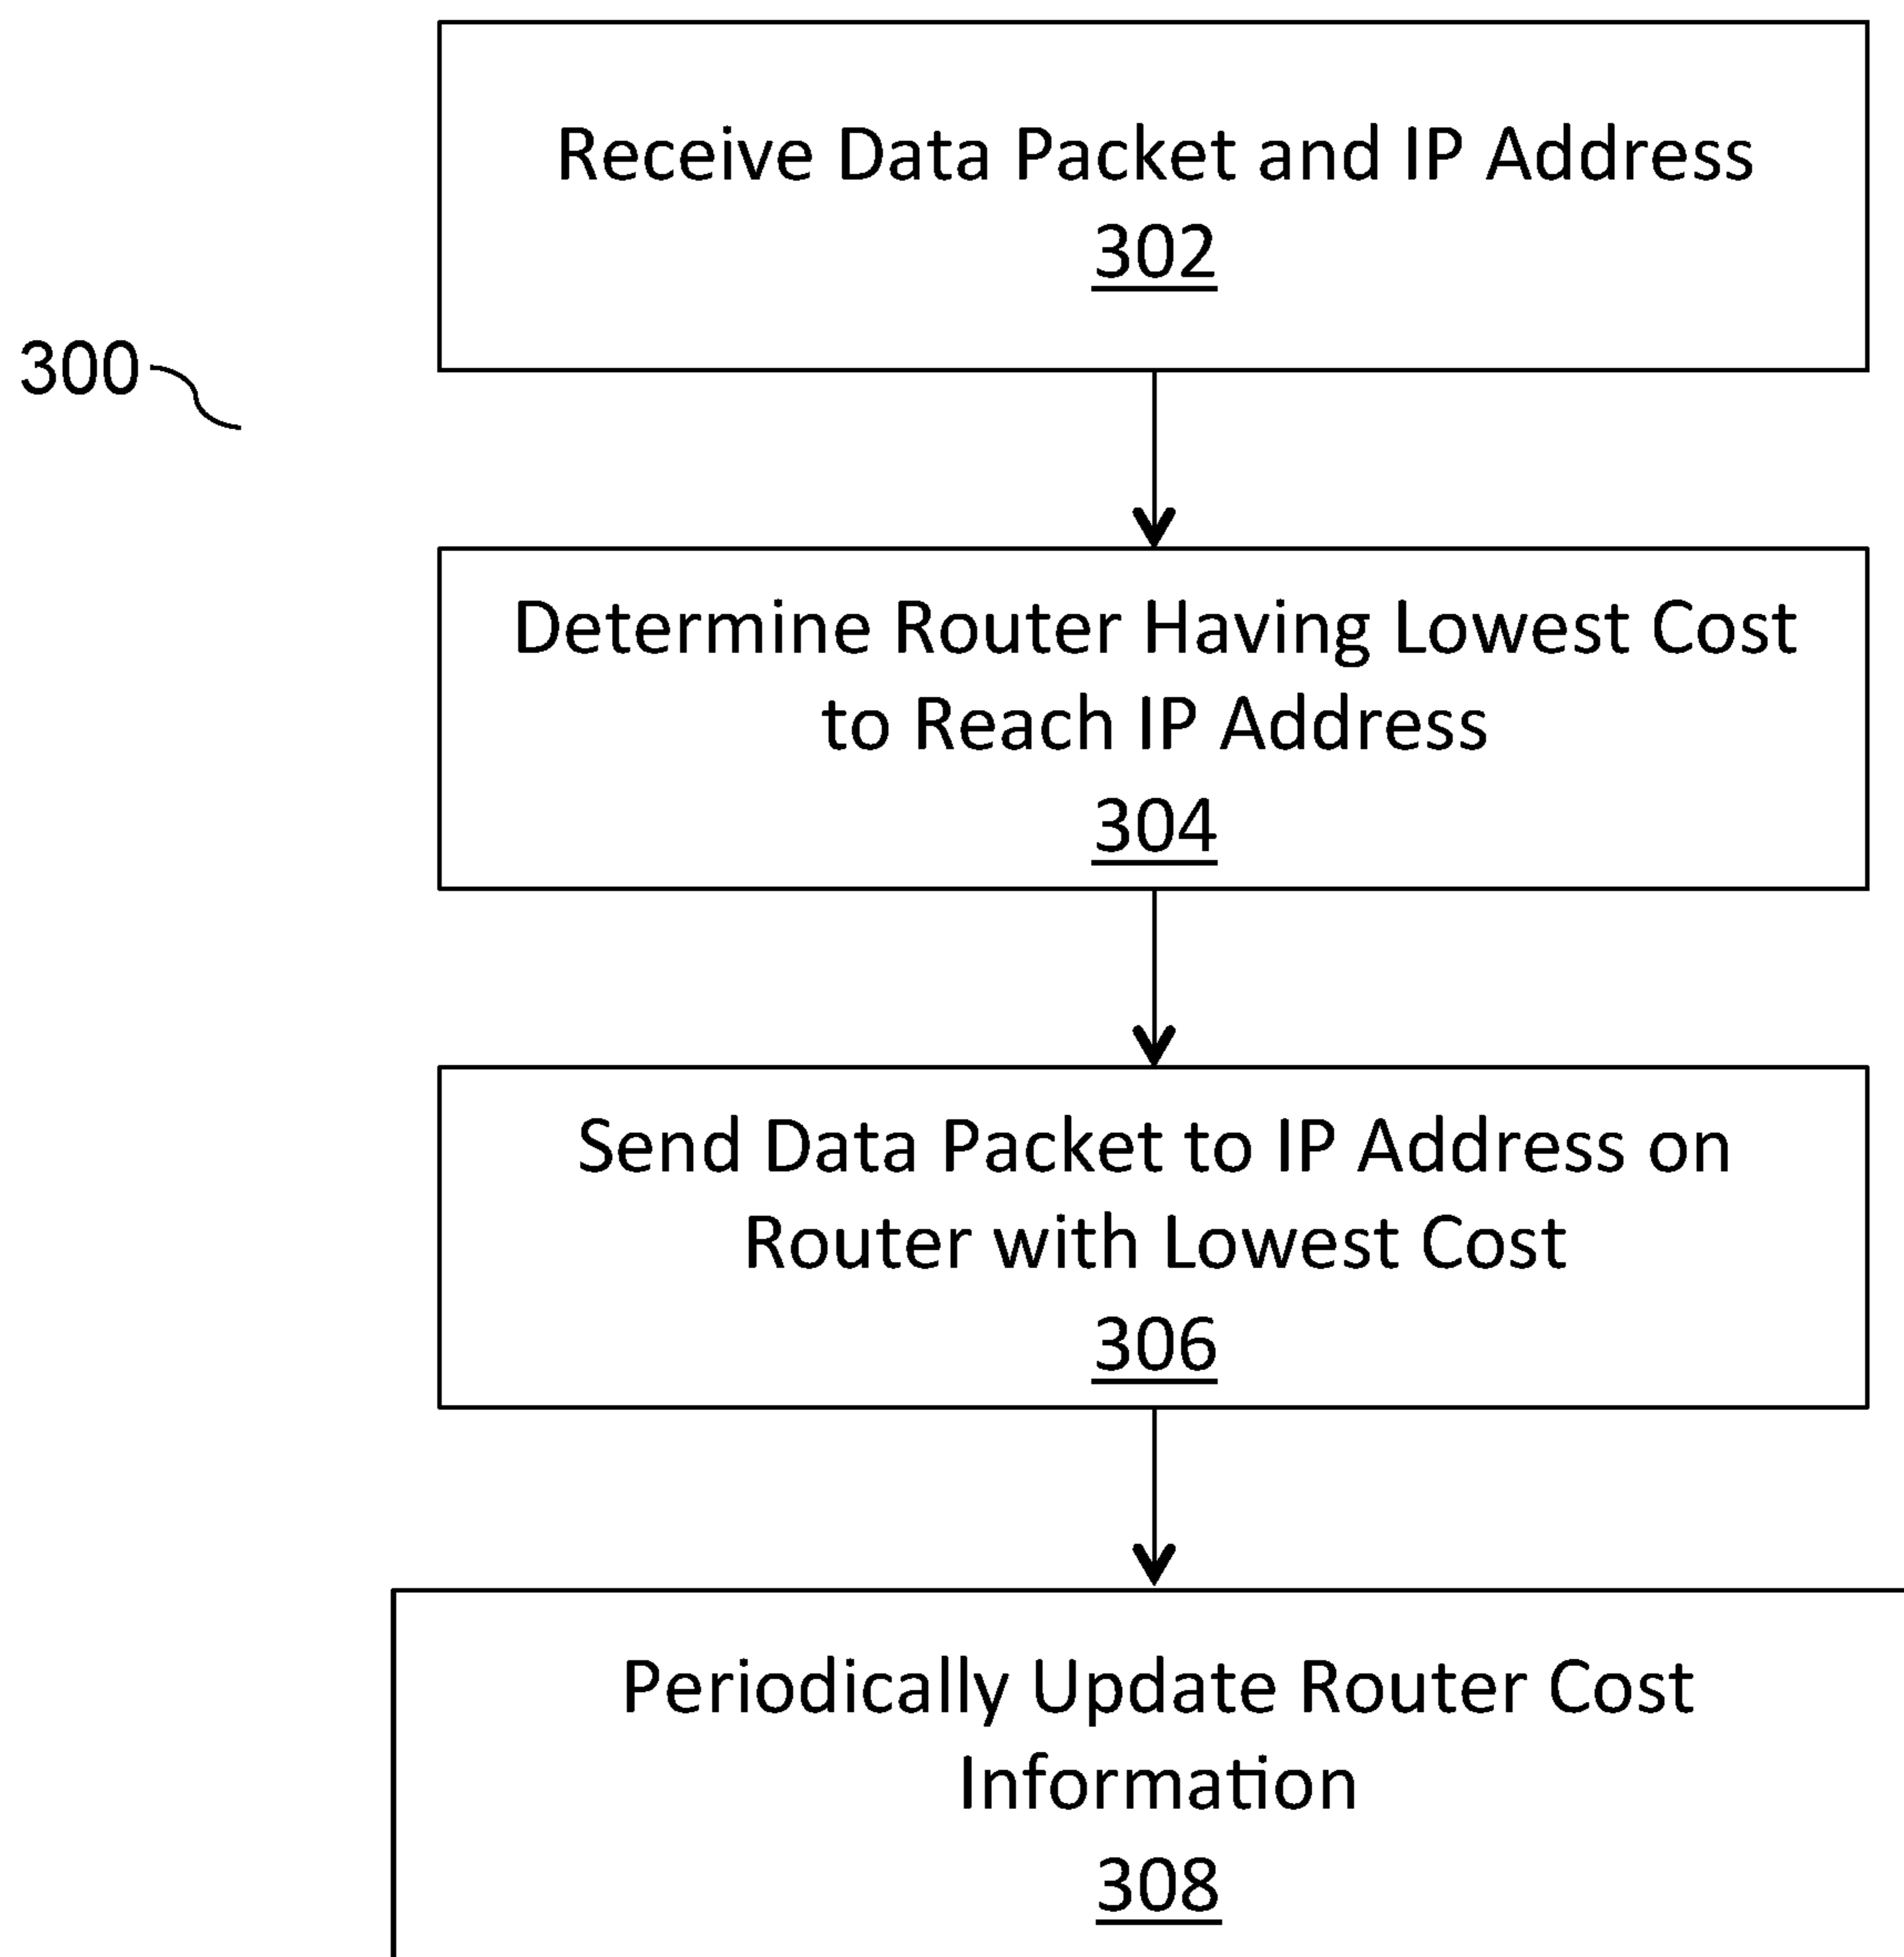 Receive Data Packet and IP Address
302
300
Determine Router Having Lowest Cost
to Reach IP Address
304
Send Data Packet to IP Address on
Router with Lowest Cost
306
Periodically Update Router Cost
Information
308